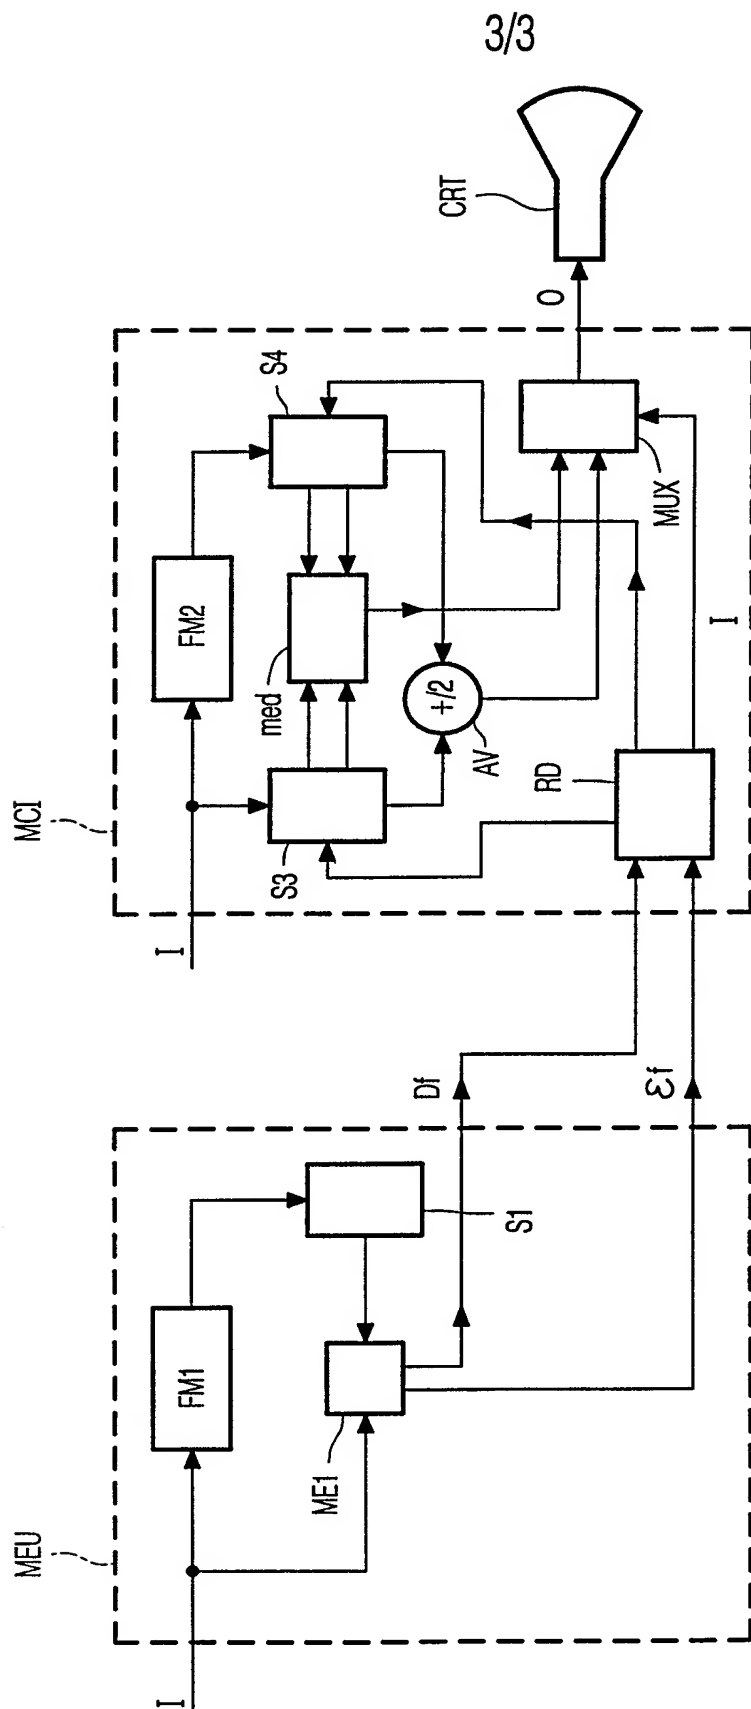 3/3
MEU
I
FM1
S1
ME1
Df
εf
MCI
I
FM2
S3
S4
med
+/2
AV
RD
MUX
I
O
CRT